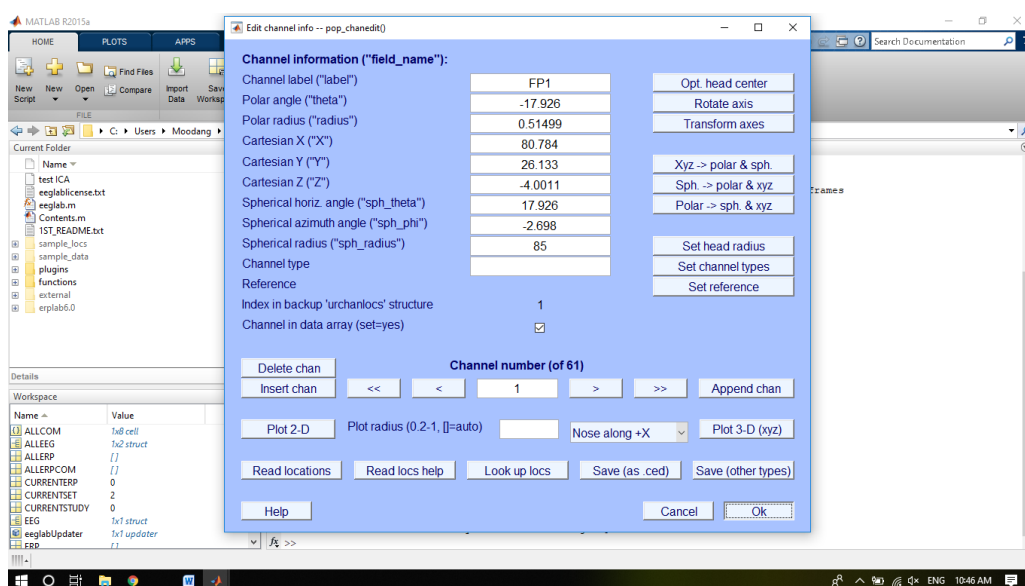 MATLAB R2015a
HOME PLOTS APPS
Search Documentation
New Script
New
Open
Find Files
Compare
Import Data
Save
FILE
C: Users Moodang
Current Folder
Name
test ICA
eeglablicense.txt
eeglab.m
Contents.m
1ST_README.txt
sample_locs
sample_data
plugins
functions
external
erplab6.0
Details
Workspace
Name Value
ALLCOM 1x8 cell
ALLEEG 1x2 struct
ALLERP []
ALLERPCOM []
CURRENTERP 0
CURRENTSET 2
CURRENTSTUDY 0
EEG 1x1 struct
eeglabUpdater 1x1 updater
ERP []
Edit channel info -- pop_chanedit()
Channel information ("field_name"):
Channel label ("label") FP1 Opt. head center
Polar angle ("theta") -17.926 Rotate axis
Polar radius ("radius") 0.51499 Transform axes
Cartesian X ("X") 80.784
Cartesian Y ("Y") 26.133 Xyz -> polar & sph.
Cartesian Z ("Z") -4.0011 Sph. -> polar & xyz
Spherical horiz. angle ("sph_theta") 17.926 Polar -> sph. & xyz
Spherical azimuth angle ("sph_phi") -2.698
Spherical radius ("sph_radius") 85 Set head radius
Channel type Set channel types
Reference Set reference
Index in backup 'urchanlocs' structure 1
Channel in data array (set=yes)
Delete chan Channel number (of 61)
Insert chan << < 1 > >> Append chan
Plot 2-D Plot radius (0.2-1, []=auto) Nose along +X Plot 3-D (xyz)
Read locations Read locs help Look up locs Save (as .ced) Save (other types)
Help Cancel Ok
frames
fx >>
ENG 10:46 AM